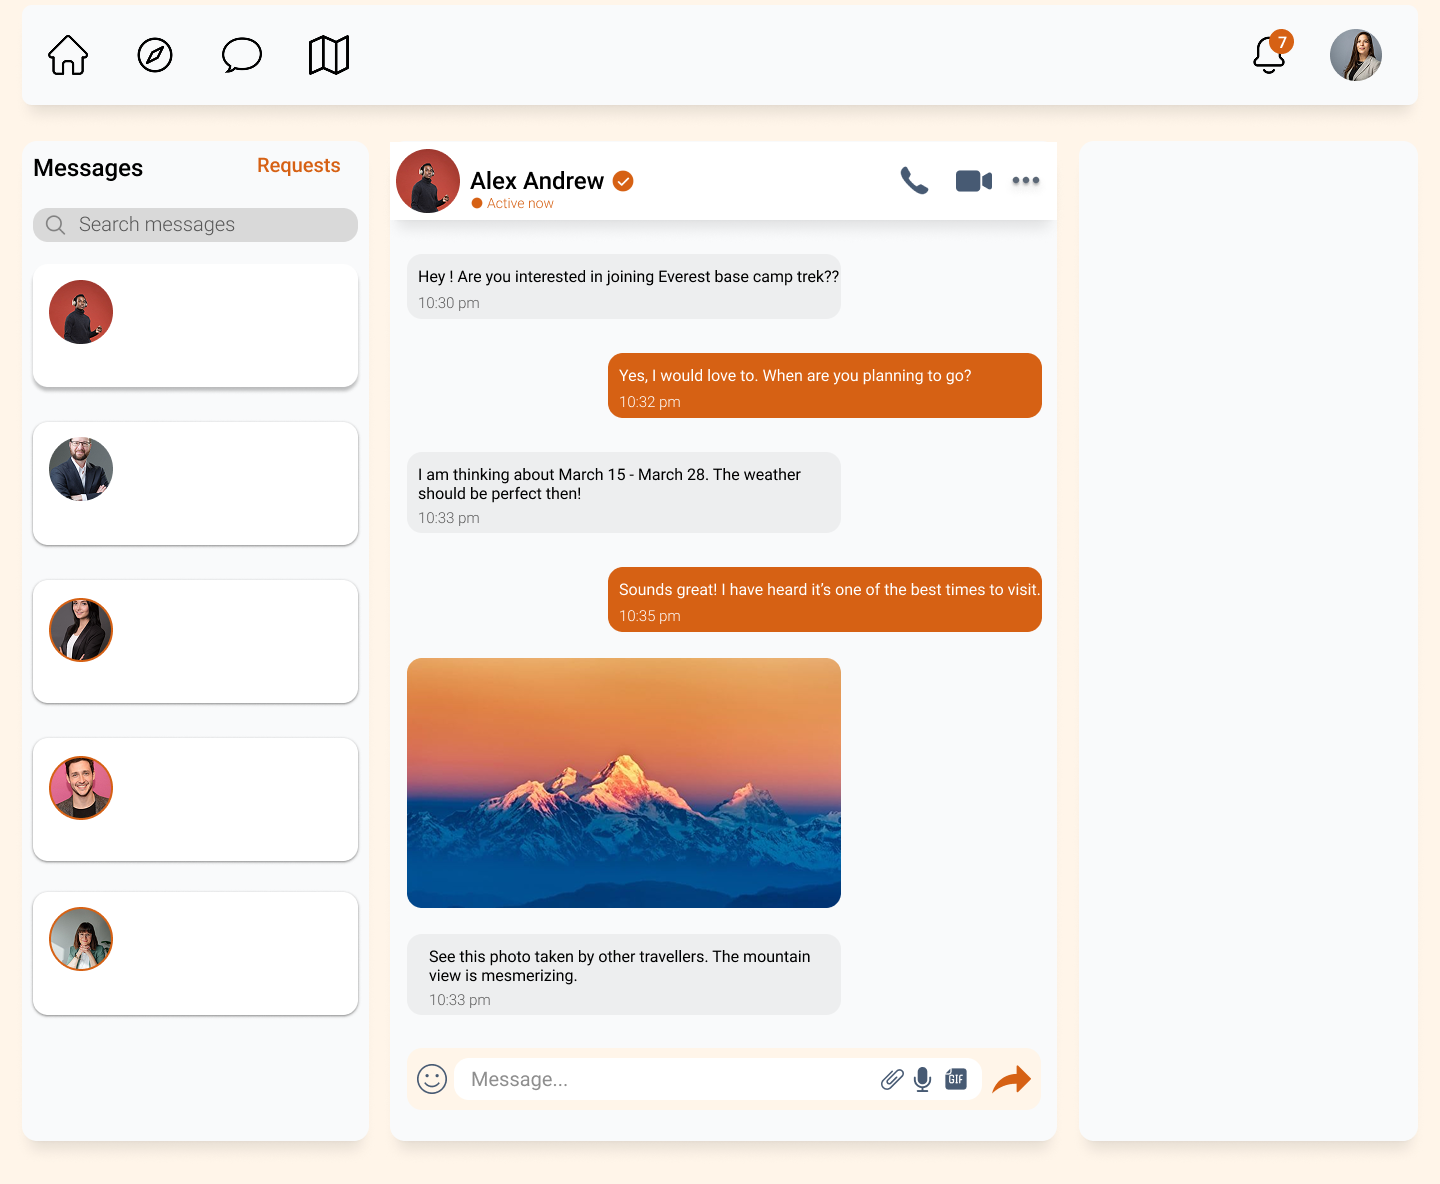 7
Messages
Requests
Search messages
Alex Andrew
Active now
Hey ! Are you interested in joining Everest base camp trek??
10:30 pm
Yes, I would love to. When are you planning to go?
10:32 pm
I am thinking about March 15 - March 28. The weather
should be perfect then!
10:33 pm
Sounds great! I have heard it’s one of the best times to visit.
10:35 pm
See this photo taken by other travellers. The mountain
view is mesmerizing.
10:33 pm
Message...
GIF